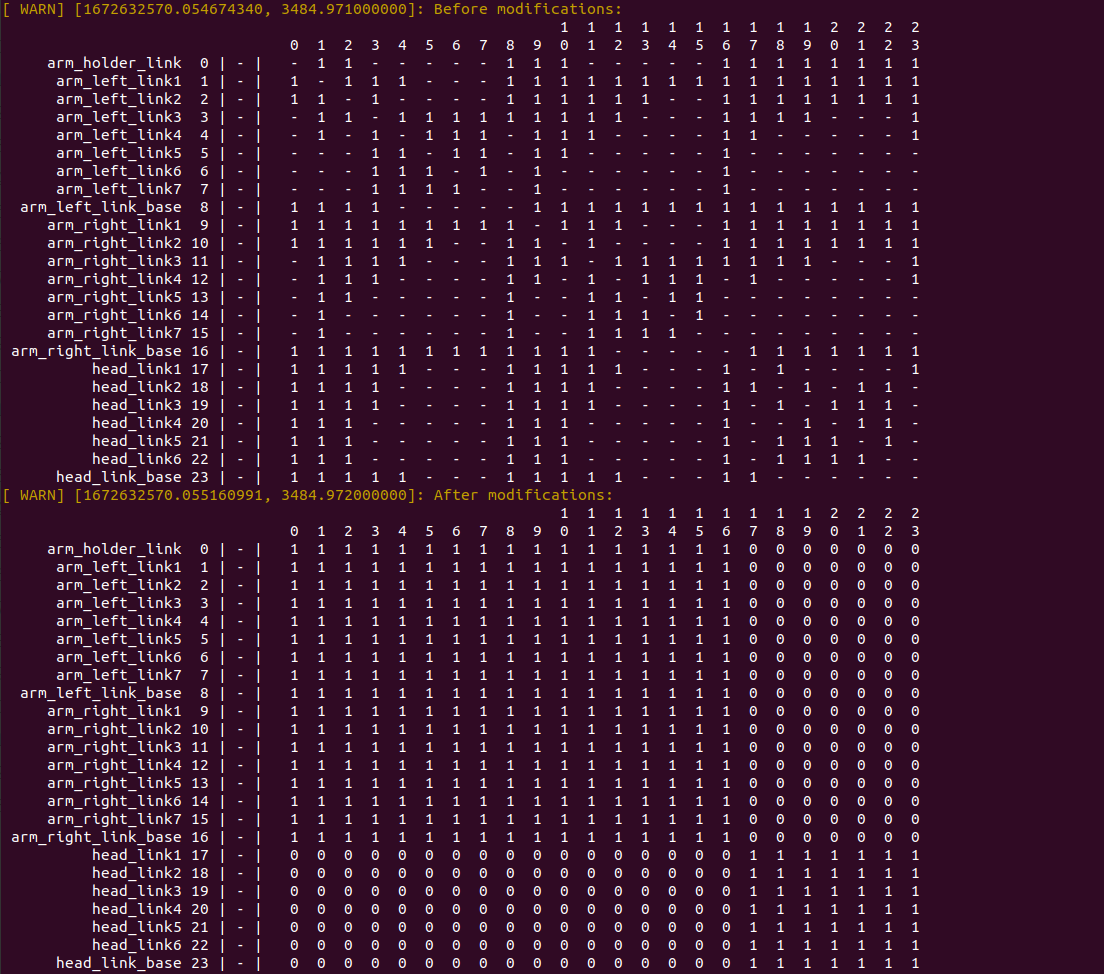 [ WARN] [1672632570.054674340, 3484.971000000]: Before modifications:
1 1 1 1 1 1 1 1 1 1 2 2 2 2
0 1 2 3 4 5 6 7 8 9 0 1 2 3 4 5 6 7 8 9 0 1 2 3
arm_holder_link 0 | - | - 1 1 - - - - - 1 1 1 - - - - - 1 1 1 1 1 1 1 1
arm_left_link1 1 | - | 1 - 1 1 1 - - - 1 1 1 1 1 1 1 1 1 1 1 1 1 1 1 1
arm_left_link2 2 | - | 1 1 - 1 - - - - 1 1 1 1 1 1 - - 1 1 1 1 1 1 1 1
arm_left_link3 3 | - | - 1 1 - 1 1 1 1 1 1 1 1 1 - - - 1 1 1 1 - - - 1
arm_left_link4 4 | - | - 1 - 1 - 1 1 1 - 1 1 1 - - - - 1 1 - - - - - 1
arm_left_link5 5 | - | - - - 1 1 - 1 1 - 1 1 - - - - - 1 - - - - - - -
arm_left_link6 6 | - | - - - 1 1 1 - 1 - 1 - - - - - - 1 - - - - - - -
arm_left_link7 7 | - | - - - 1 1 1 1 - - 1 - - - - - - 1 - - - - - - -
arm_left_link_base 8 | - | 1 1 1 1 - - - - - 1 1 1 1 1 1 1 1 1 1 1 1 1 1 1
arm_right_link1 9 | - | 1 1 1 1 1 1 1 1 1 - 1 1 1 - - - 1 1 1 1 1 1 1 1
arm_right_link2 10 | - | 1 1 1 1 1 1 - - 1 1 - 1 - - - - 1 1 1 1 1 1 1 1
arm_right_link3 11 | - | - 1 1 1 1 - - - 1 1 1 - 1 1 1 1 1 1 1 1 - - - 1
arm_right_link4 12 | - | - 1 1 1 - - - - 1 1 - 1 - 1 1 1 - 1 - - - - - 1
arm_right_link5 13 | - | - 1 1 - - - - - 1 - - 1 1 - 1 1 - - - - - - - -
arm_right_link6 14 | - | - 1 - - - - - - 1 - - 1 1 1 - 1 - - - - - - - -
arm_right_link7 15 | - | - 1 - - - - - - 1 - - 1 1 1 1 - - - - - - - - -
arm_right_link_base 16 | - | 1 1 1 1 1 1 1 1 1 1 1 1 - - - - - 1 1 1 1 1 1 1
head_link1 17 | - | 1 1 1 1 1 - - - 1 1 1 1 1 - - - 1 - 1 - - - - 1
head_link2 18 | - | 1 1 1 1 - - - - 1 1 1 1 - - - - 1 1 - 1 - 1 1 -
head_link3 19 | - | 1 1 1 1 - - - - 1 1 1 1 - - - - 1 - 1 - 1 1 1 -
head_link4 20 | - | 1 1 1 - - - - - 1 1 1 - - - - - 1 - - 1 - 1 1 -
head_link5 21 | - | 1 1 1 - - - - - 1 1 1 - - - - - 1 - 1 1 1 - 1 -
head_link6 22 | - | 1 1 1 - - - - - 1 1 1 - - - - - 1 - 1 1 1 1 - -
head_link_base 23 | - | 1 1 1 1 1 - - - 1 1 1 1 1 - - - 1 1 - - - - - -
[ WARN] [1672632570.055160991, 3484.972000000]: After modifications:
1 1 1 1 1 1 1 1 1 1 2 2 2 2
0 1 2 3 4 5 6 7 8 9 0 1 2 3 4 5 6 7 8 9 0 1 2 3
arm_holder_link 0 | - | 1 1 1 1 1 1 1 1 1 1 1 1 1 1 1 1 1 0 0 0 0 0 0 0
arm_left_link1 1 | - | 1 1 1 1 1 1 1 1 1 1 1 1 1 1 1 1 1 0 0 0 0 0 0 0
arm_left_link2 2 | - | 1 1 1 1 1 1 1 1 1 1 1 1 1 1 1 1 1 0 0 0 0 0 0 0
arm_left_link3 3 | - | 1 1 1 1 1 1 1 1 1 1 1 1 1 1 1 1 1 0 0 0 0 0 0 0
arm_left_link4 4 | - | 1 1 1 1 1 1 1 1 1 1 1 1 1 1 1 1 1 0 0 0 0 0 0 0
arm_left_link5 5 | - | 1 1 1 1 1 1 1 1 1 1 1 1 1 1 1 1 1 0 0 0 0 0 0 0
arm_left_link6 6 | - | 1 1 1 1 1 1 1 1 1 1 1 1 1 1 1 1 1 0 0 0 0 0 0 0
arm_left_link7 7 | - | 1 1 1 1 1 1 1 1 1 1 1 1 1 1 1 1 1 0 0 0 0 0 0 0
arm_left_link_base 8 | - | 1 1 1 1 1 1 1 1 1 1 1 1 1 1 1 1 1 0 0 0 0 0 0 0
arm_right_link1 9 | - | 1 1 1 1 1 1 1 1 1 1 1 1 1 1 1 1 1 0 0 0 0 0 0 0
arm_right_link2 10 | - | 1 1 1 1 1 1 1 1 1 1 1 1 1 1 1 1 1 0 0 0 0 0 0 0
arm_right_link3 11 | - | 1 1 1 1 1 1 1 1 1 1 1 1 1 1 1 1 1 0 0 0 0 0 0 0
arm_right_link4 12 | - | 1 1 1 1 1 1 1 1 1 1 1 1 1 1 1 1 1 0 0 0 0 0 0 0
arm_right_link5 13 | - | 1 1 1 1 1 1 1 1 1 1 1 1 1 1 1 1 1 0 0 0 0 0 0 0
arm_right_link6 14 | - | 1 1 1 1 1 1 1 1 1 1 1 1 1 1 1 1 1 0 0 0 0 0 0 0
arm_right_link7 15 | - | 1 1 1 1 1 1 1 1 1 1 1 1 1 1 1 1 1 0 0 0 0 0 0 0
arm_right_link_base 16 | - | 1 1 1 1 1 1 1 1 1 1 1 1 1 1 1 1 1 0 0 0 0 0 0 0
head_link1 17 | - | 0 0 0 0 0 0 0 0 0 0 0 0 0 0 0 0 0 1 1 1 1 1 1 1
head_link2 18 | - | 0 0 0 0 0 0 0 0 0 0 0 0 0 0 0 0 0 1 1 1 1 1 1 1
head_link3 19 | - | 0 0 0 0 0 0 0 0 0 0 0 0 0 0 0 0 0 1 1 1 1 1 1 1
head_link4 20 | - | 0 0 0 0 0 0 0 0 0 0 0 0 0 0 0 0 0 1 1 1 1 1 1 1
head_link5 21 | - | 0 0 0 0 0 0 0 0 0 0 0 0 0 0 0 0 0 1 1 1 1 1 1 1
head_link6 22 | - | 0 0 0 0 0 0 0 0 0 0 0 0 0 0 0 0 0 1 1 1 1 1 1 1
head_link_base 23 | - | 0 0 0 0 0 0 0 0 0 0 0 0 0 0 0 0 0 1 1 1 1 1 1 1